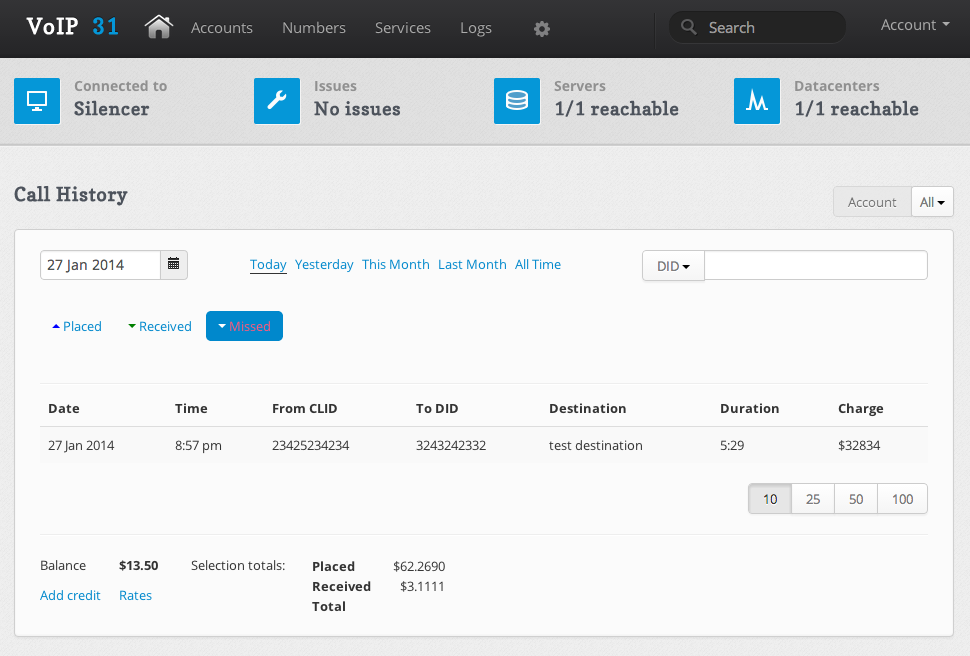 VoIP 31 Accounts Numbers Services Logs Search Account
Connected to Issues Servers Datacenters
Silencer No issues 1/1 reachable 1/1 reachable
Call History
Account All
27 Jan 2014 Today Yesterday This Month Last Month All Time DID
Placed Received Missed
Date Time From CLID To DID Destination Duration Charge
27 Jan 2014 8:57 pm 23425234234 3243242332 test destination 5:29 $32834
10 25 50 100
Balance $13.50 Selection totals: Placed $62.2690
Received $3.1111
Add credit Rates
Total